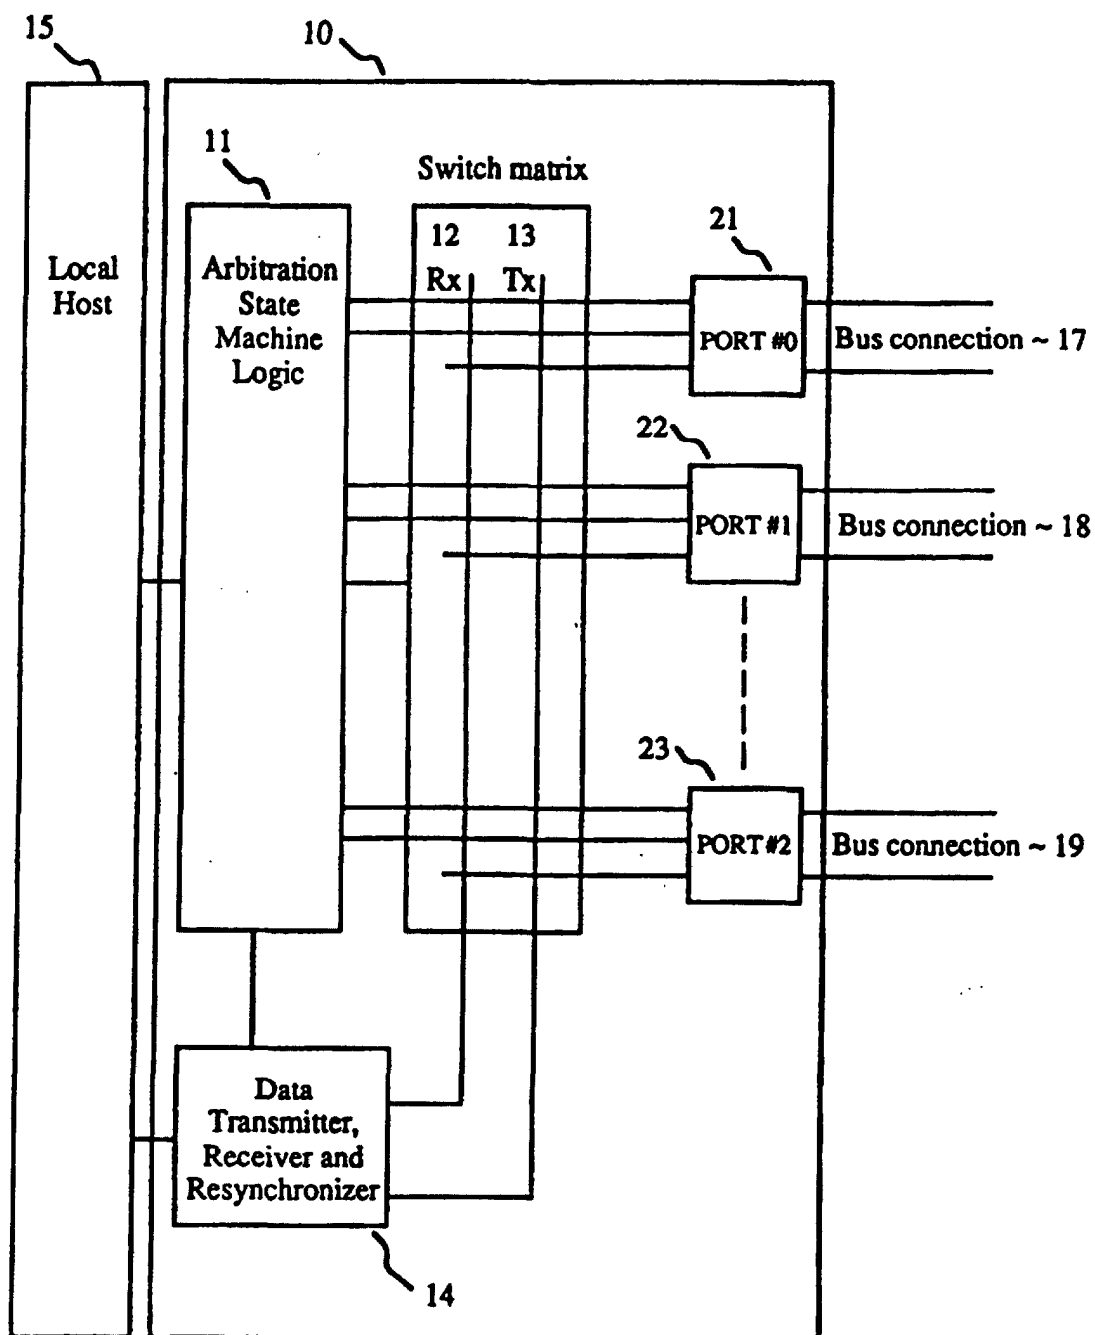 15
10
11
Switch matrix
21
12 13
Rx Tx
Local
Host
Arbitration
State
Machine
Logic
PORT #0
Bus connection ~ 17
22
PORT #1
Bus connection ~ 18
23
PORT #2
Bus connection ~ 19
Data
Transmitter,
Receiver and
Resynchronizer
14